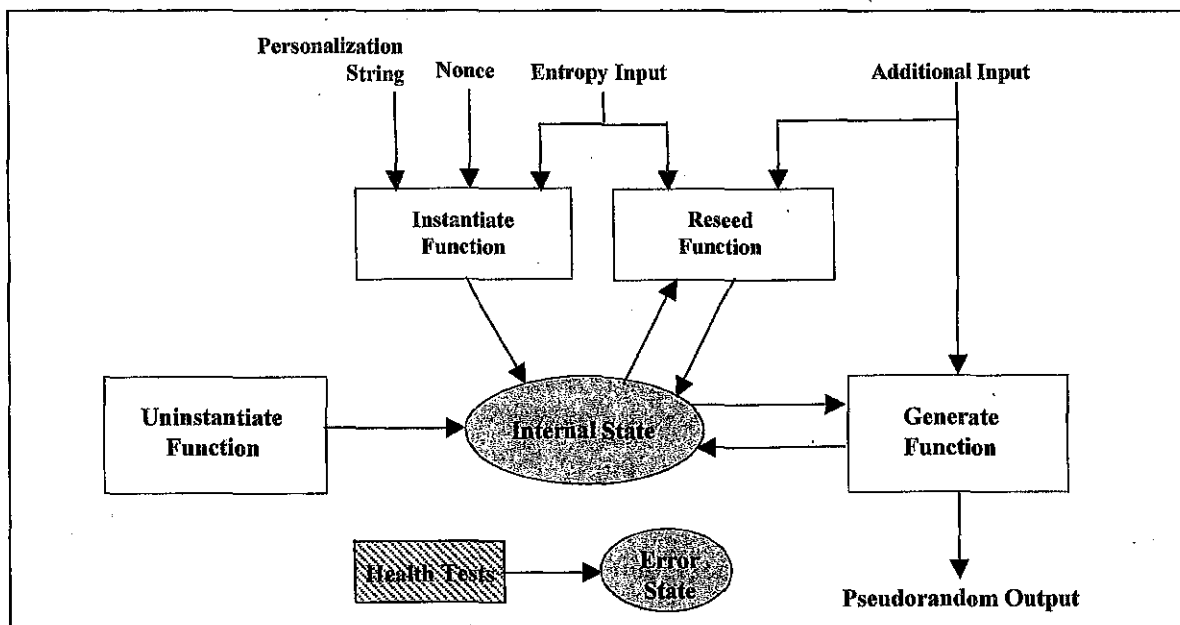 Personalization
String
Nonce
Entropy Input
Additional Input
Instantiate
Function
Reseed
Function
Uninstantiate
Function
Internal State
Generate
Function
Health Tests
Error
State
Pseudorandom Output